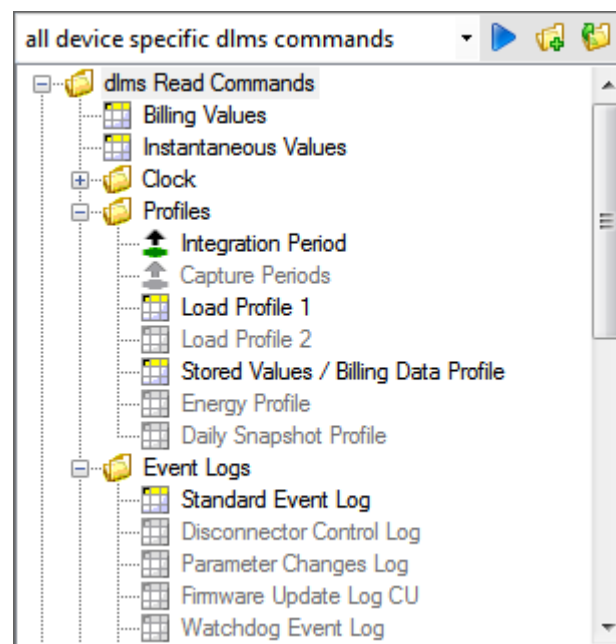 all device specific dlms commands
dlms Read Commands
Billing Values
Instantaneous Values
Clock
Profiles
Integration Period
Capture Periods
Load Profile 1
Load Profile 2
Stored Values / Billing Data Profile
Energy Profile
Daily Snapshot Profile
Event Logs
Standard Event Log
Disconnector Control Log
Parameter Changes Log
Firmware Update Log CU
Watchdog Event Log